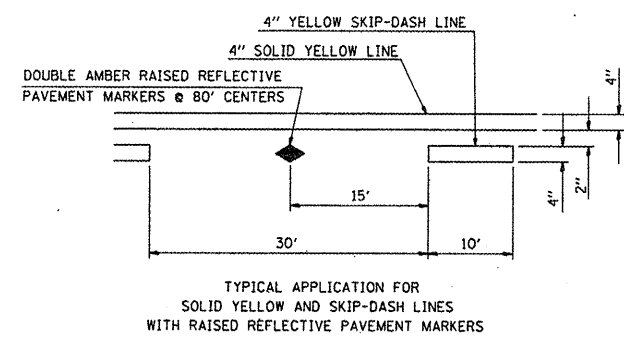 4" YELLOW SKIP-DASH LINE
4" SOLID YELLOW LINE
DOUBLE AMBER RAISED REFLECTIVE
PAVEMENT MARKERS @ 80' CENTERS
4"
2"
4"
15'
30'
10'
TYPICAL APPLICATION FOR
SOLID YELLOW AND SKIP-DASH LINES
WITH RAISED REFLECTIVE PAVEMENT MARKERS